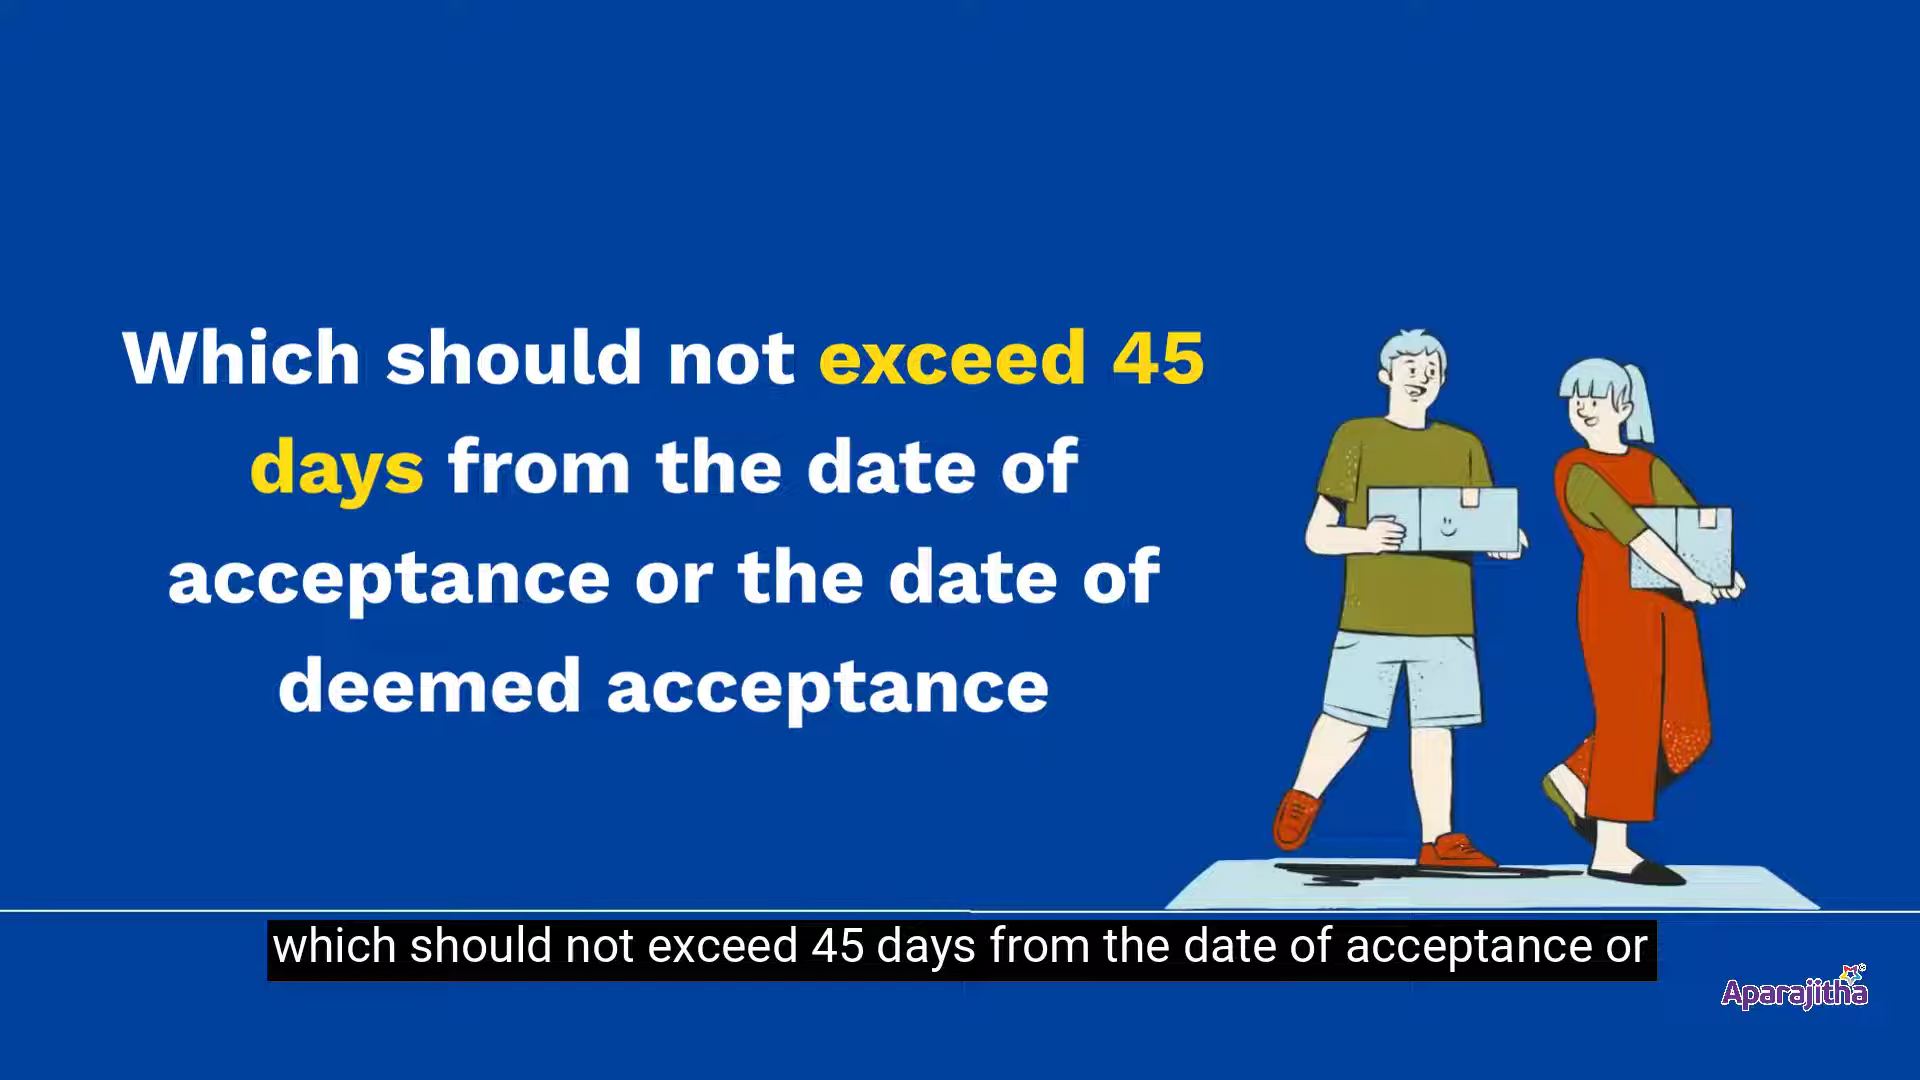 Which should not exceed 45
days from the date of
acceptance or the date of
deemed acceptance
which should not exceed 45 days from the date of acceptance or
Aparajitha